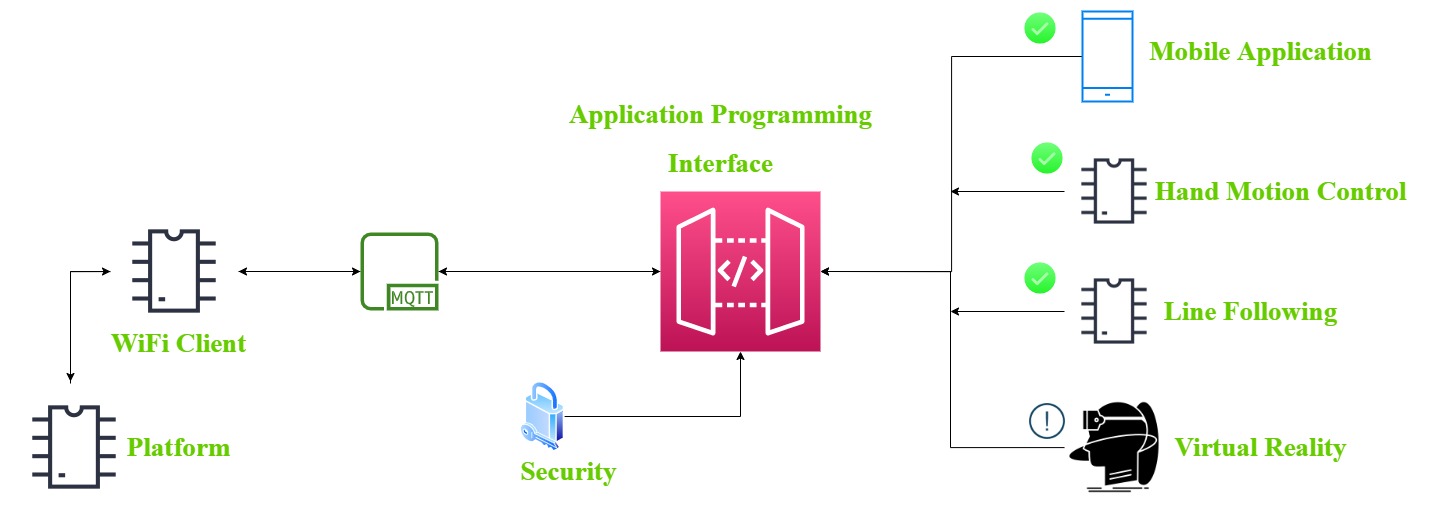 Mobile Application
Application Programming
Interface
Hand Motion Control
</>
MQTT
WiFi Client
Line Following
Platform
Security
!
Virtual Reality